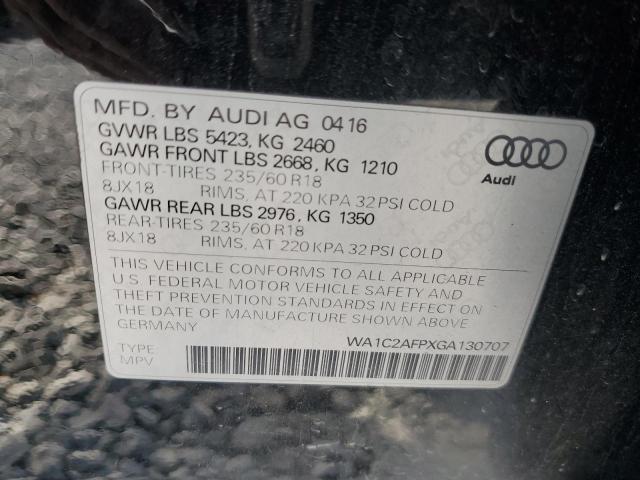 MFD. BY AUDI AG 04 16
GVWR LBS 5423, KG 2460
GAWR FRONT LBS 2668, KG 1210
FRONT-TIRES 235/60 R18
8JX18 RIMS, AT 220 KPA 32 PSI COLD
GAWR REAR LBS 2976, KG 1350
REAR-TIRES 235/60 R18
8JX18 RIMS, AT 220 KPA 32 PSI COLD
Audi
THIS VEHICLE CONFORMS TO ALL APPLICABLE
U.S. FEDERAL MOTOR VEHICLE SAFETY AND
THEFT PREVENTION STANDARDS IN EFFECT ON
THE DATE OF MANUFACTURE SHOWN ABOVE.
GERMANY
WA1C2AFPXGA130707
TYPE
MPV